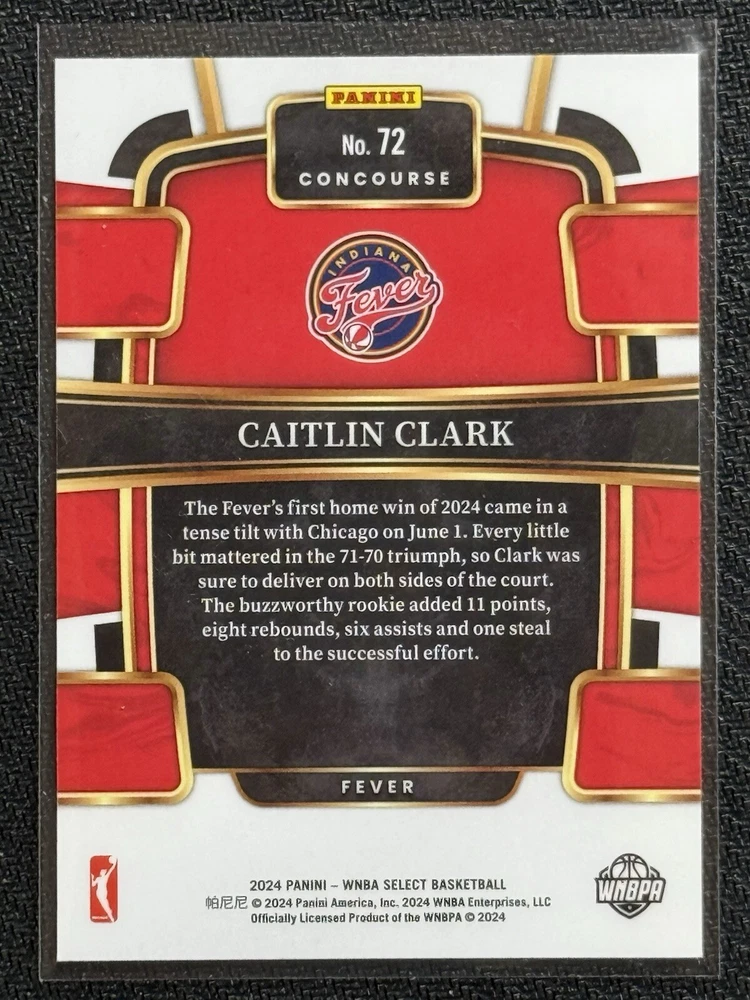 PANINI
No. 72
CONCOURSE
INDIANA
Fever
CAITLIN CLARK
The Fever's first home win of 2024 came in a
tense tilt with Chicago on June 1. Every little
bit mattered in the 71-70 triumph, so Clark was
sure to deliver on both sides of the court.
The buzzworthy rookie added 11 points,
eight rebounds, six assists and one steal
to the successful effort.
FEVER
2024 PANINI – WNBA SELECT BASKETBALL
帕尼尼 © 2024 Panini America, Inc. 2024 WNBA Enterprises, LLC
Officially Licensed Product of the WNBPA © 2024
WNBPA